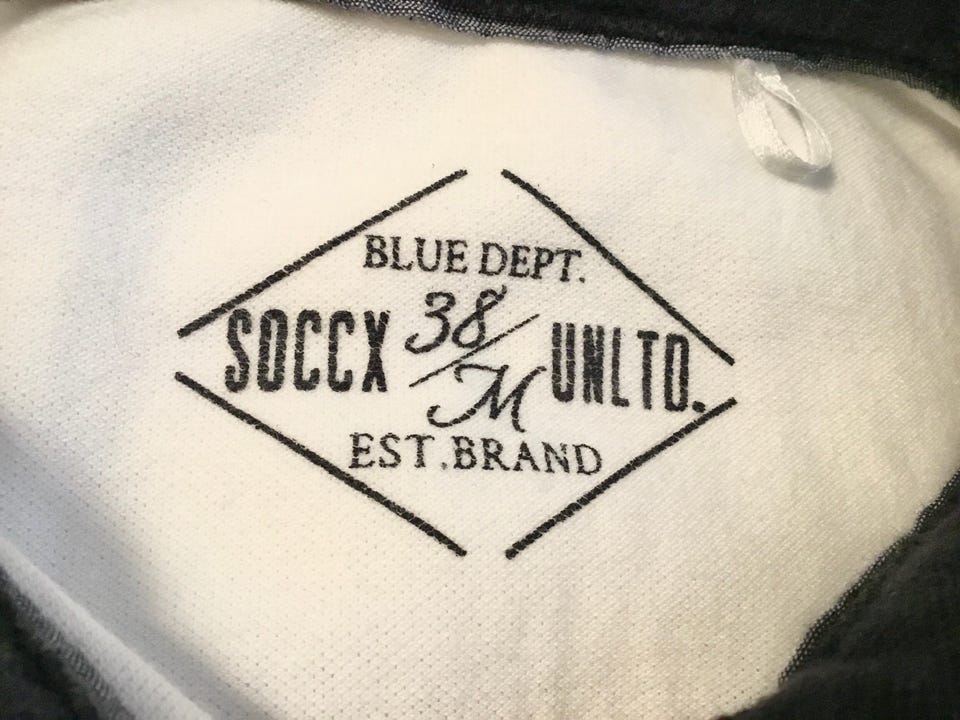 BLUE DEPT.
SOCCX 38/M UNLTD.
EST. BRAND